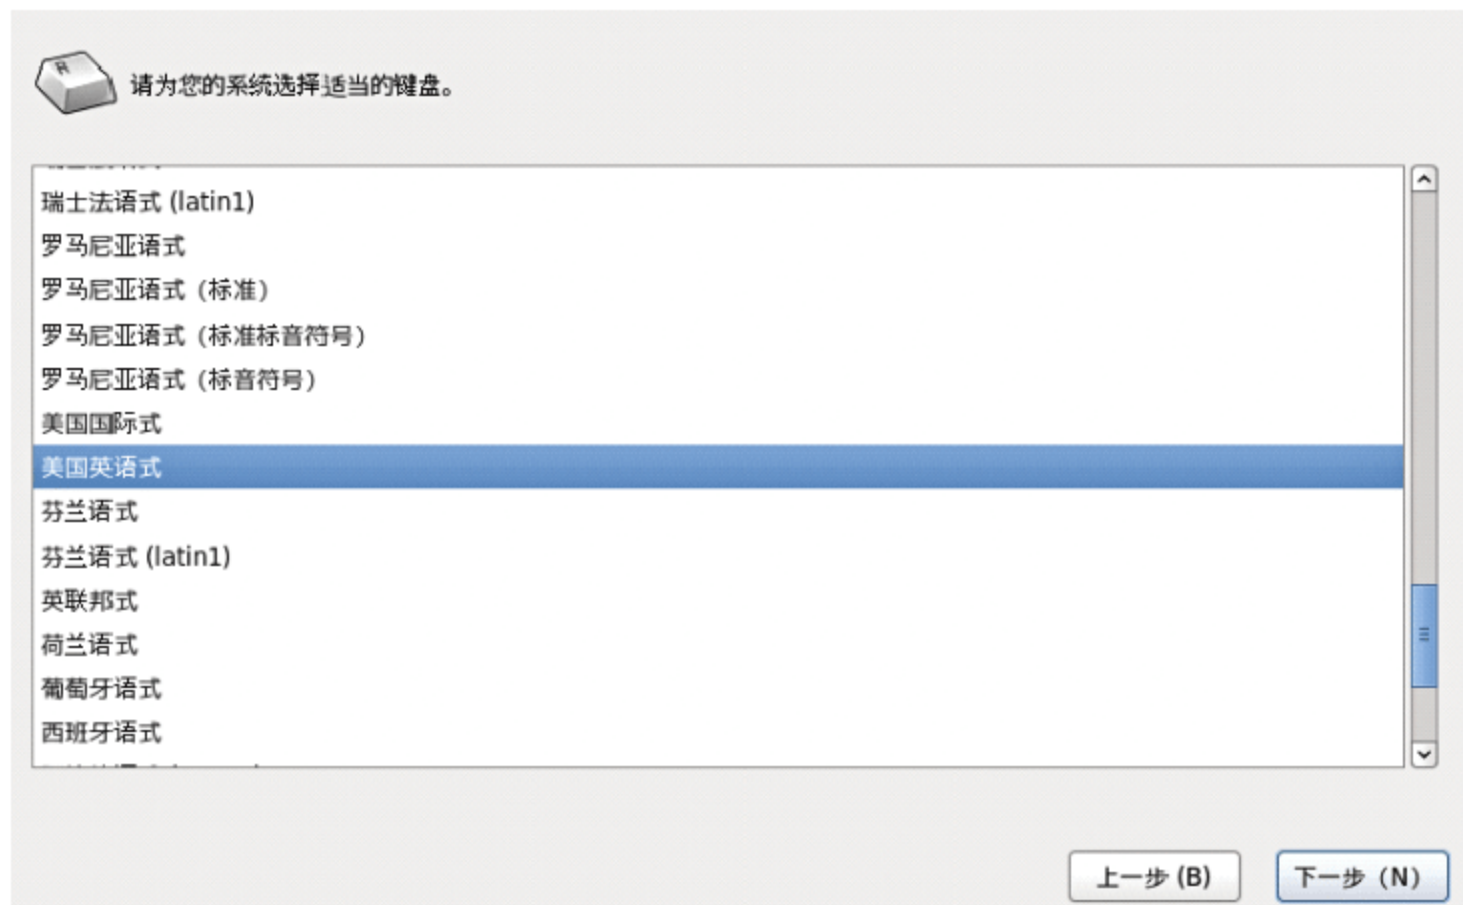 R
请为您的系统选择适当的键盘。
瑞士法语式 (latin1)
罗马尼亚语式
罗马尼亚语式（标准）
罗马尼亚语式（标准标音符号）
罗马尼亚语式（标音符号）
美国国际式
美国英语式
芬兰语式
芬兰语式 (latin1)
英联邦式
荷兰语式
葡萄牙语式
西班牙语式
上一步 (B)
下一步（N）